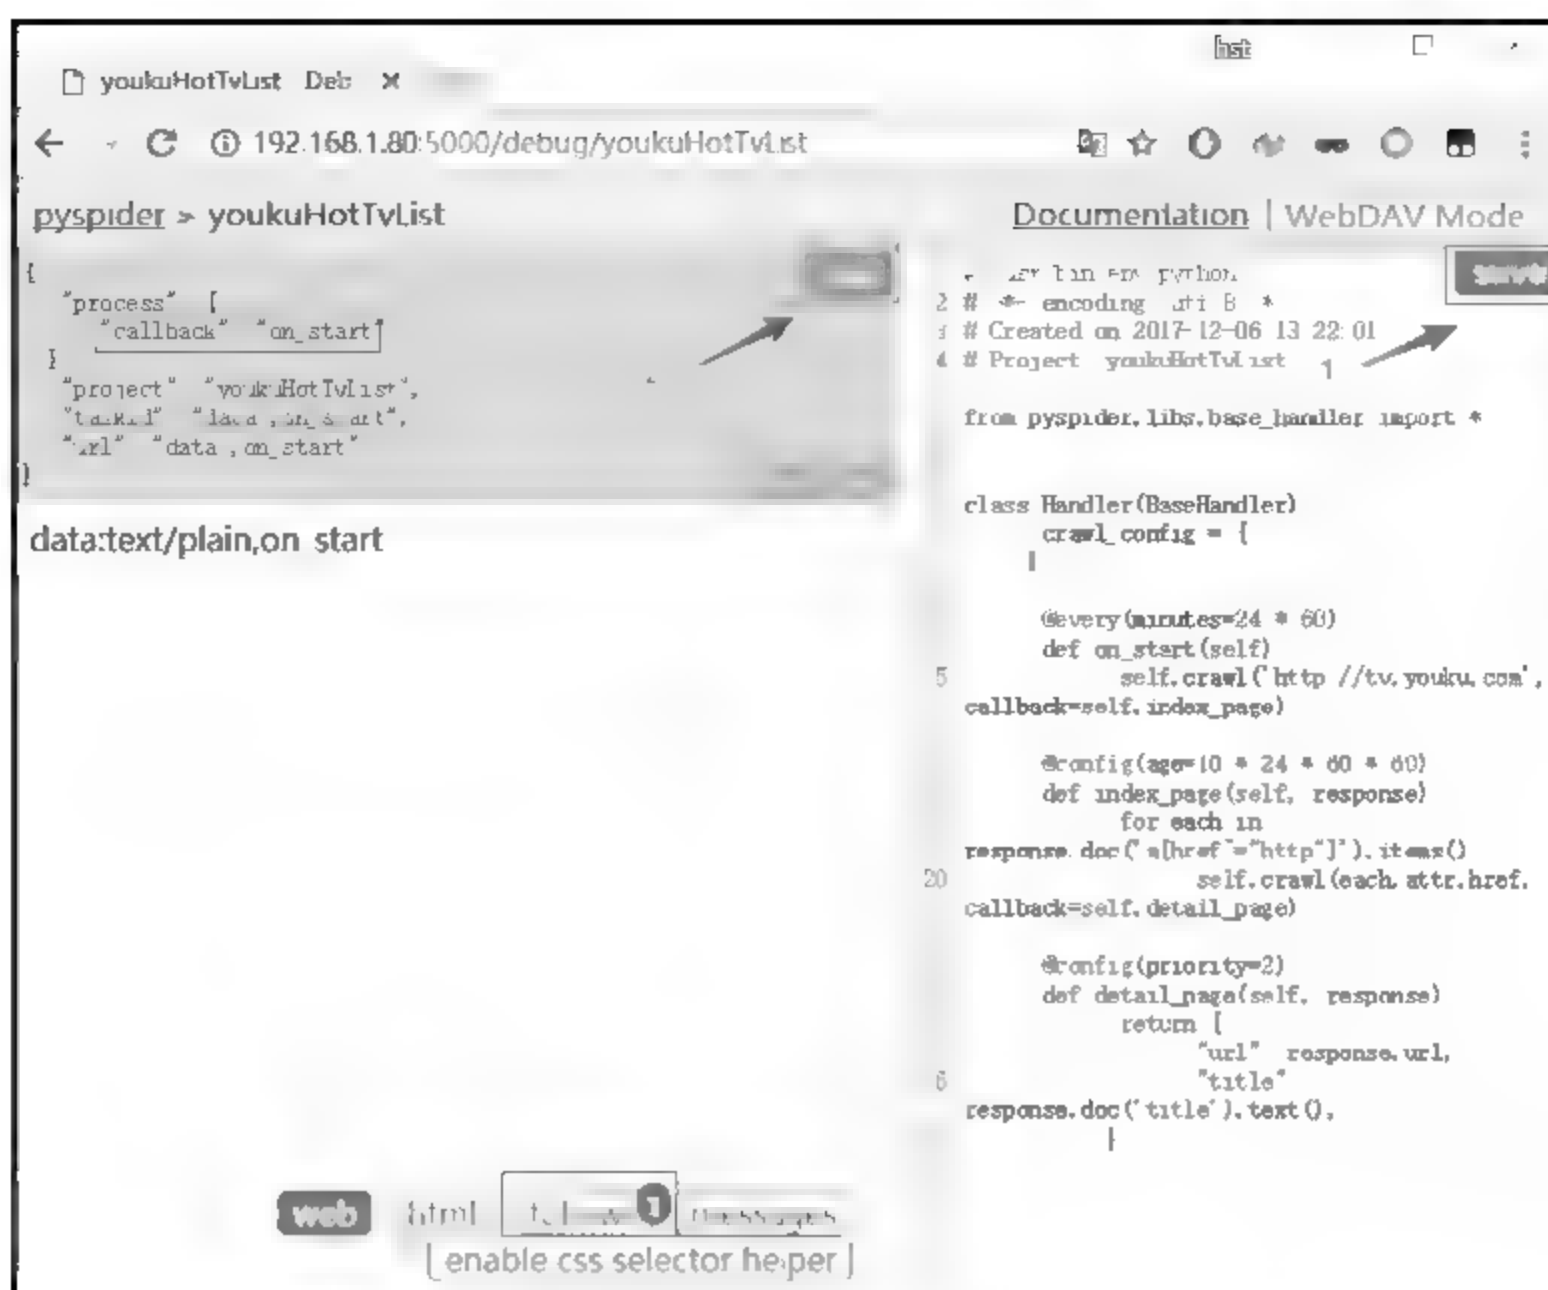 hst
youkuHotTvList Deb
192.168.1.80:5000/debug/youkuHotTvList
pyspider > youkuHotTvList
Documentation | WebDAV Mode
{
"process" {
"callback" "on_start"
}
"project" "youkuHotTvList",
"url" "data , on_start"
}
data:text/plain,on start
python
2 # encoding
# Created on 2017-12-06 13 22:01
4 # Project youkuHotTvList
1
from pyspider.libs.base_handler import *
class Handler(BaseHandler)
crawl_config = {
}
@every(minutes=24 * 60)
def on_start(self)
5 self.crawl('http //tv.youku.com',
callback=self.index_page)
@config(age=10 * 24 * 60 * 60)
def index_page(self, response)
for each in
response.doc('a[href^="http"]').items()
20 self.crawl(each.attr.href,
callback=self.detail_page)
@config(priority=2)
def detail_page(self, response)
return {
"url" response.url,
"title"
response.doc('title').text(),
}
web html 1 messages
enable css selector helper